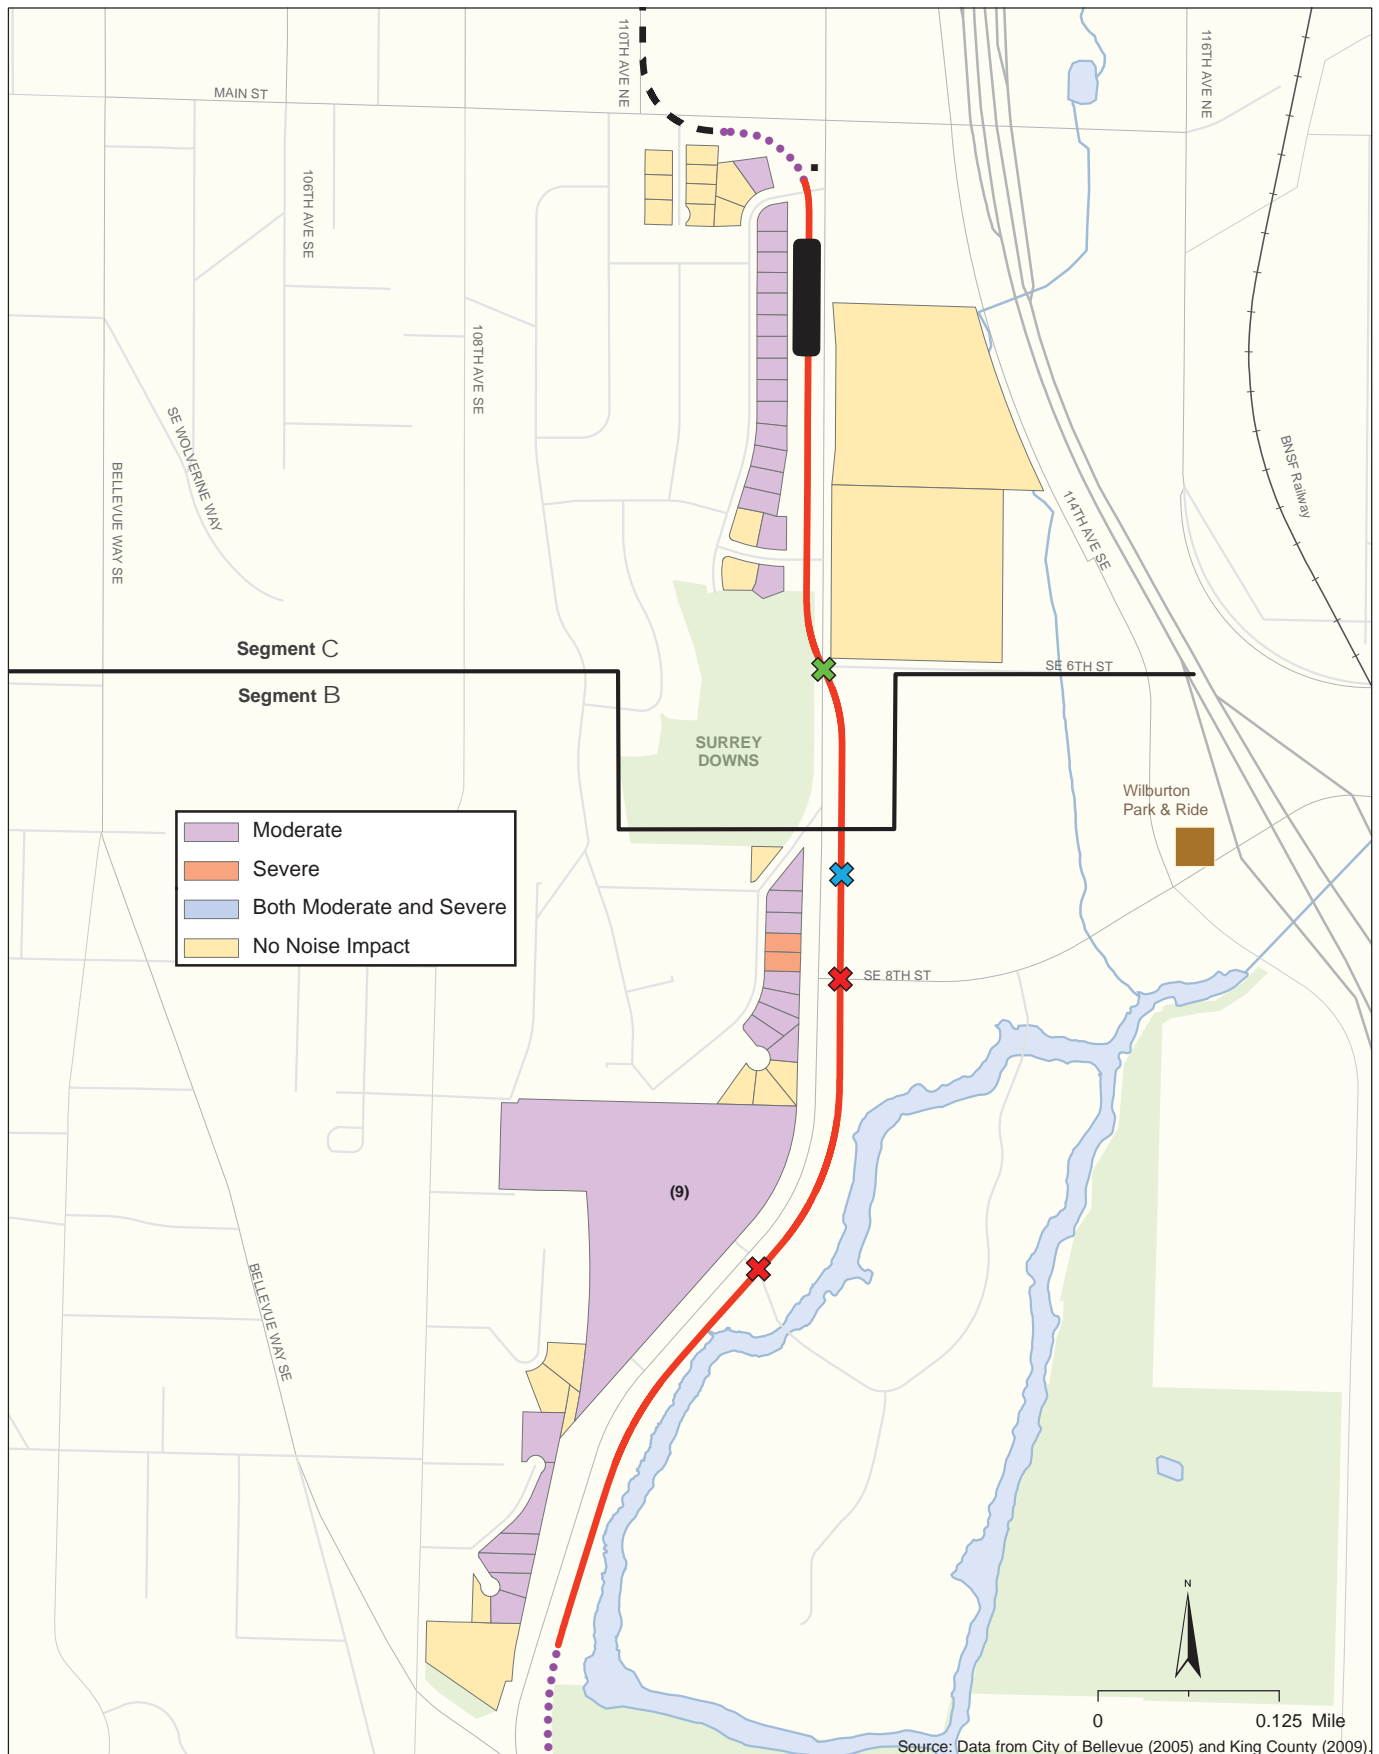 110TH AVE NE
116TH AVE NE
MAIN ST
106TH AVE SE
108TH AVE SE
SE WOLVERINE WAY
BELLEVUE WAY SE
BNSF Railway
114TH AVE SE
Segment C
SE 6TH ST
Segment B
SURREY
DOWNS
Wilburton
Park & Ride
Moderate
Severe
Both Moderate and Severe
No Noise Impact
SE 8TH ST
(9)
BELLEVUE WAY SE
N
0 0.125 Mile
Source: Data from City of Bellevue (2005) and King County (2009).